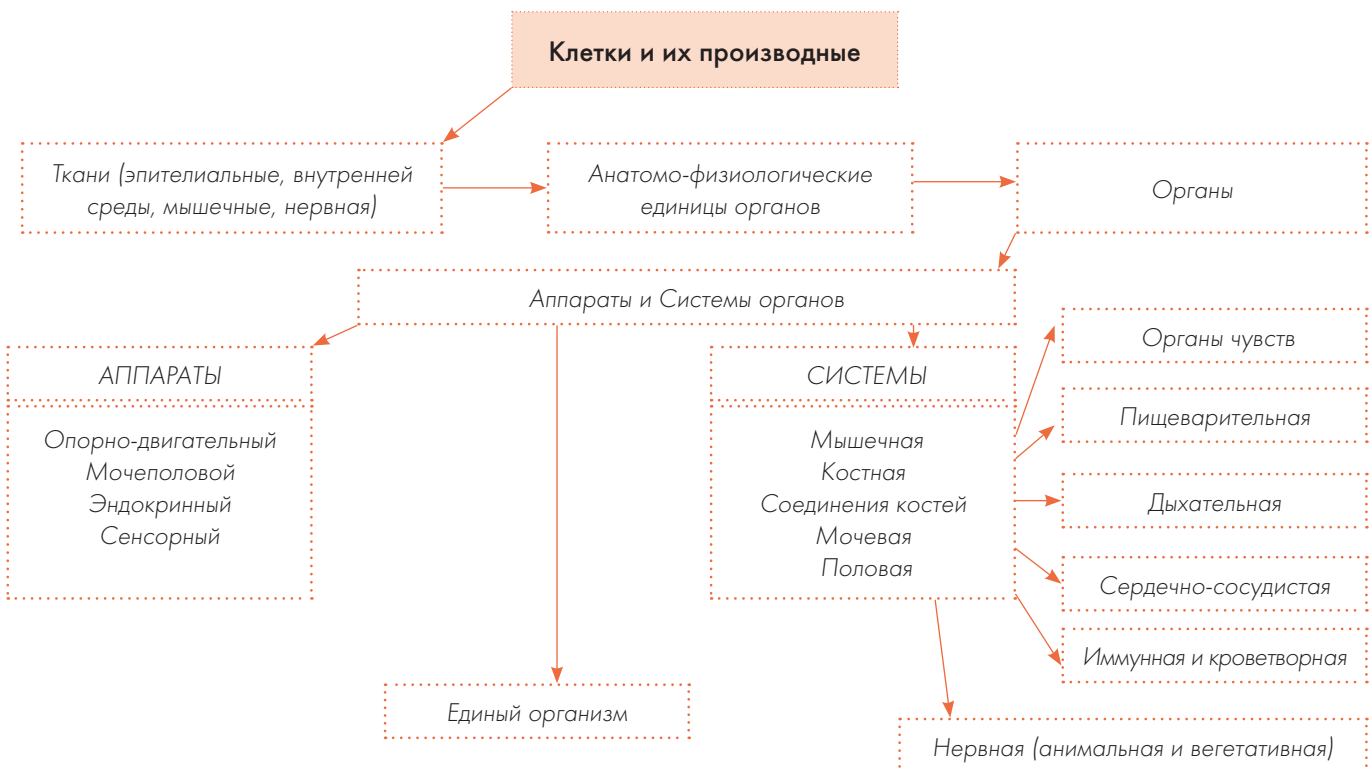 Клетки и их производные
Ткани (эпителиальные, внутренней
среды, мышечные, нервная)
Анатомо-физиологические
единицы органов
Органы
Аппараты и Системы органов
АППАРАТЫ
Опорно-двигательный
Мочеполовой
Эндокринный
Сенсорный
СИСТЕМЫ
Мышечная
Костная
Соединения костей
Мочевая
Половая
Органы чувств
Пищеварительная
Дыхательная
Сердечно-сосудистая
Иммунная и кроветворная
Единый организм
Нервная (анимальная и вегетативная)